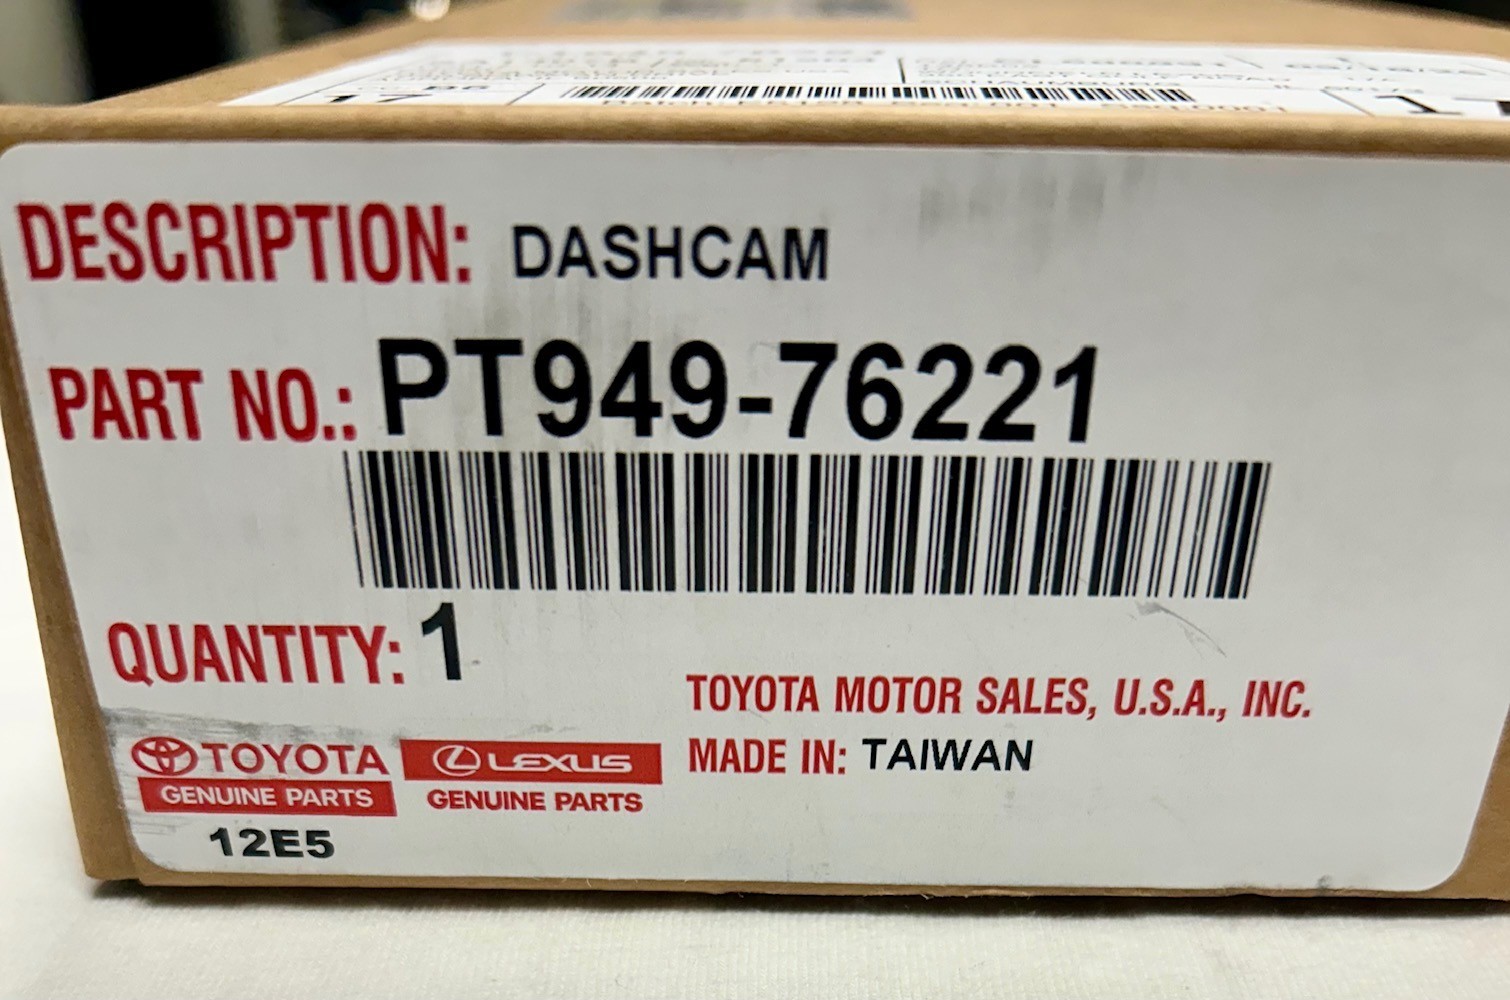 DESCRIPTION: DASHCAM
PART NO.: PT949-76221
QUANTITY: 1
TOYOTA MOTOR SALES, U.S.A., INC.
MADE IN: TAIWAN
TOYOTA
GENUINE PARTS
LEXUS
GENUINE PARTS
12E5